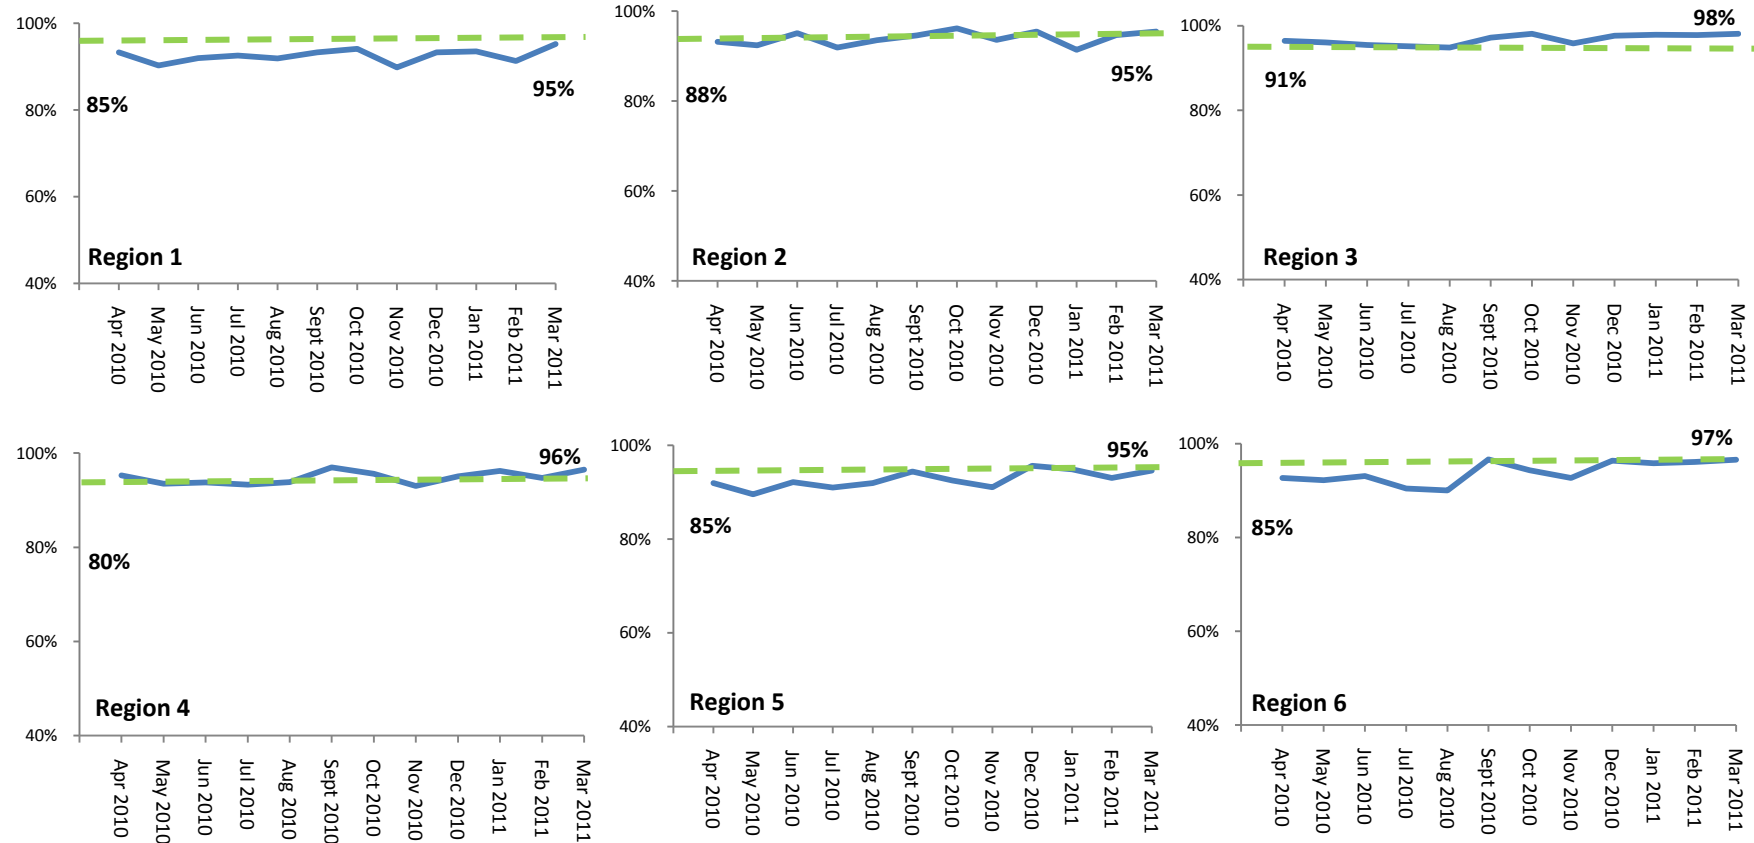 100%
80%
60%
40%
85%
95%
Region 1
Apr 2010
May 2010
Jun 2010
Jul 2010
Aug 2010
Sept 2010
Oct 2010
Nov 2010
Dec 2010
Jan 2011
Feb 2011
Mar 2011
100%
80%
60%
40%
88%
95%
Region 2
Apr 2010
May 2010
Jun 2010
Jul 2010
Aug 2010
Sept 2010
Oct 2010
Nov 2010
Dec 2010
Jan 2011
Feb 2011
Mar 2011
100%
80%
60%
40%
98%
91%
Region 3
Apr 2010
May 2010
Jun 2010
Jul 2010
Aug 2010
Sept 2010
Oct 2010
Nov 2010
Dec 2010
Jan 2011
Feb 2011
Mar 2011
100%
80%
60%
40%
96%
80%
Region 4
Apr 2010
May 2010
Jun 2010
Jul 2010
Aug 2010
Sept 2010
Oct 2010
Nov 2010
Dec 2010
Jan 2011
Feb 2011
Mar 2011
100%
80%
60%
40%
95%
85%
Region 5
Apr 2010
May 2010
Jun 2010
Jul 2010
Aug 2010
Sept 2010
Oct 2010
Nov 2010
Dec 2010
Jan 2011
Feb 2011
Mar 2011
100%
80%
60%
40%
97%
85%
Region 6
Apr 2010
May 2010
Jun 2010
Jul 2010
Aug 2010
Sept 2010
Oct 2010
Nov 2010
Dec 2010
Jan 2011
Feb 2011
Mar 2011